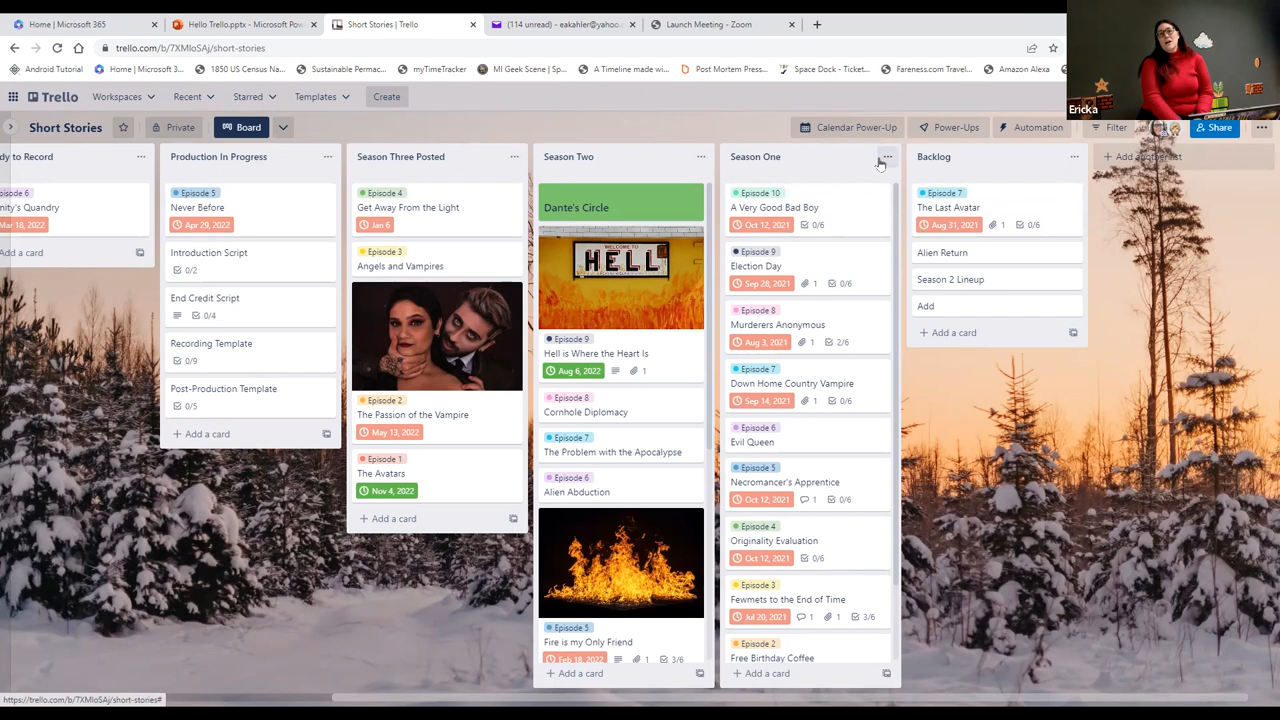 Home | Microsoft 365
Hello Trello.pptx - Microsoft Pow
Short Stories | Trello
(114 unread) - eakahler@yahoo.c
Launch Meeting - Zoom
trello.com/b/7XMIoSAj/short-stories
Android Tutorial
Home | Microsoft 3...
1850 US Census Na...
Sustainable Permac...
myTimeTracker
MI Geek Scene | Sp...
A Timeline made wi...
Post Mortem Press...
Space Dock - Ticket...
Fareness.com Travel...
Amazon Alexa
Ericka
Trello
Workspaces
Recent
Starred
Templates
Create
Short Stories
Private
Board
Calendar Power-Up
Power-Ups
Automation
Filter
Share
dy to Record
pisode 6
nity's Quandry
Mar 18, 2022
Add a card
Production In Progress
Episode 5
Never Before
Apr 29, 2022
Introduction Script
0/2
End Credit Script
0/4
Recording Template
0/9
Post-Production Template
0/5
+ Add a card
Season Three Posted
Episode 4
Get Away From the Light
Jan 6
Episode 3
Angels and Vampires
Episode 2
The Passion of the Vampire
May 13, 2022
Episode 1
The Avatars
Nov 4, 2022
+ Add a card
Season Two
Dante's Circle
WELCOME TO
HELL
Episode 9
Hell is Where the Heart Is
Aug 6, 2022 1
Episode 8
Cornhole Diplomacy
Episode 7
The Problem with the Apocalypse
Episode 6
Alien Abduction
Episode 5
Fire is my Only Friend
Feb 18, 2022 1 3/6
+ Add a card
Season One
Episode 10
A Very Good Bad Boy
Oct 12, 2021 0/6
Episode 9
Election Day
Sep 28, 2021 1 0/6
Episode 8
Murderers Anonymous
Aug 3, 2021 1 2/6
Episode 7
Down Home Country Vampire
Sep 14, 2021 1 0/6
Episode 6
Evil Queen
Episode 5
Necromancer's Apprentice
Oct 12, 2021 1 0/6
Episode 4
Originality Evaluation
Oct 12, 2021 0/6
Episode 3
Fewmets to the End of Time
Jul 20, 2021 1 1 3/6
Episode 2
Free Birthday Coffee
+ Add a card
Backlog
Episode 7
The Last Avatar
Aug 31, 2021 1 0/6
Alien Return
Season 2 Lineup
Add
+ Add a card
+ Add another list
https://trello.com/b/7XMIoSAj/short-stories#